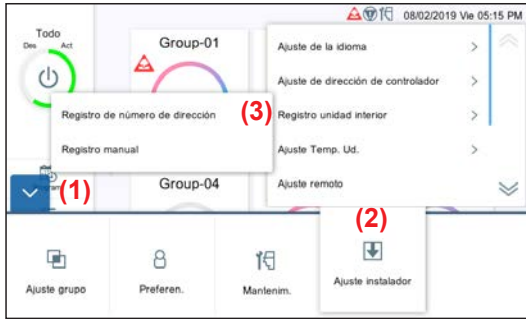 08/02/2019 Vie 05:15 PM
Todo
Des Act
Group-01
Ajuste de la idioma
Ajuste de dirección de controlador
Registro de número de dirección
(3)
Registro unidad interior
Registro manual
Ajuste Temp. Ud.
(1)
Group-04
Ajuste remoto
(2)
Ajuste grupo
Preferen.
Mantenim.
Ajuste instalador